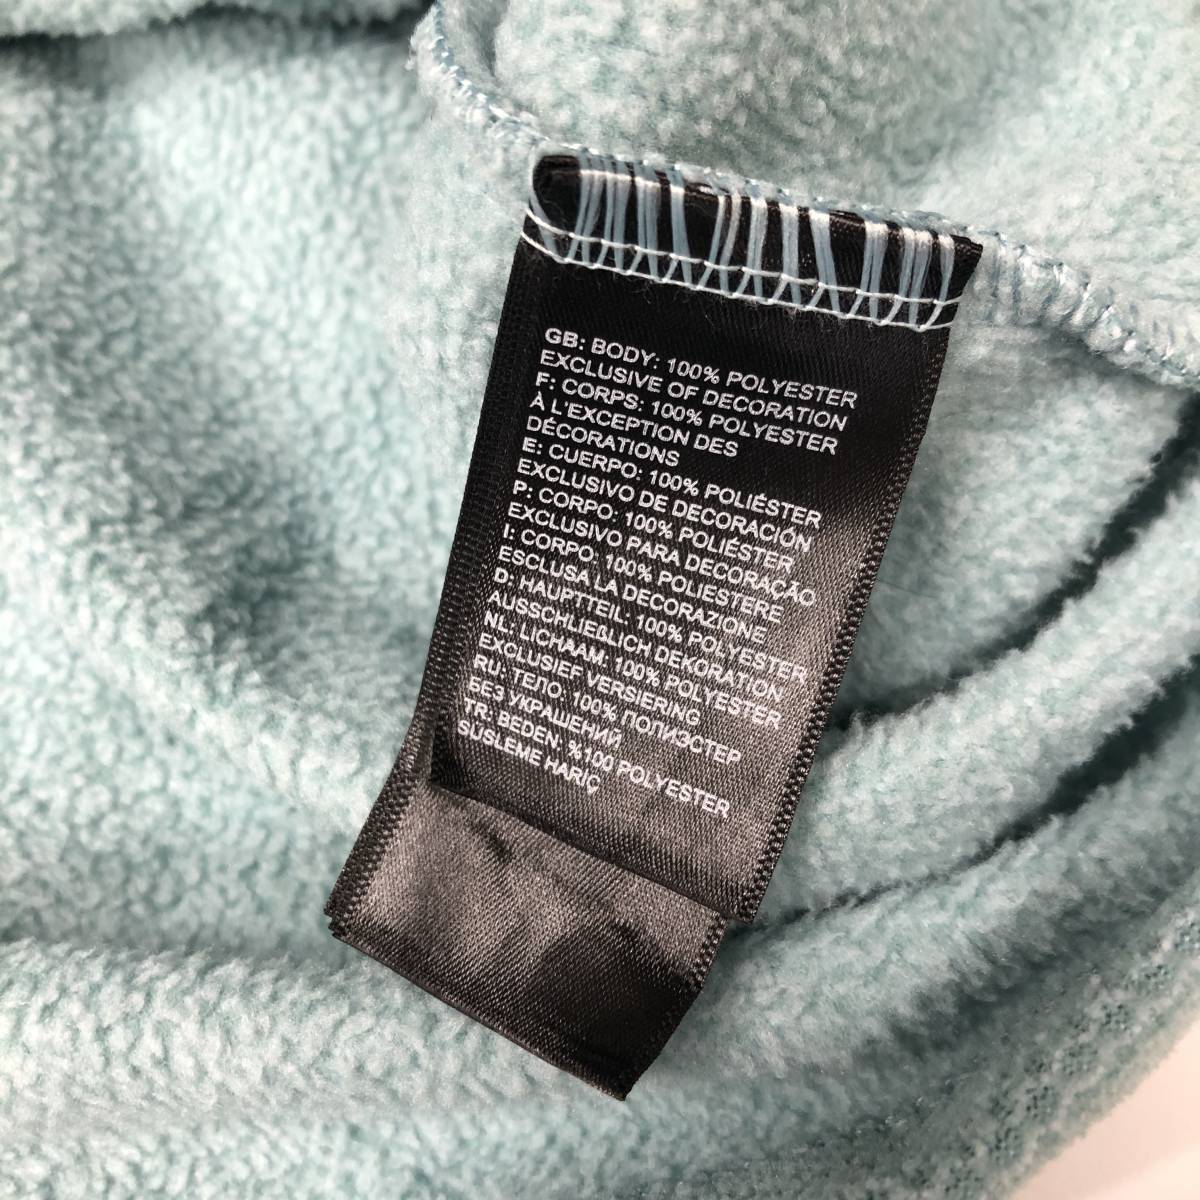 GB: BODY: 100% POLYESTER
EXCLUSIVE OF DECORATION
F: CORPS: 100% POLYESTER
À L'EXCEPTION DES
DÉCORATIONS
E: CUERPO: 100% POLIÉSTER
EXCLUSIVO DE DECORACIÓN
P: CORPO: 100% POLIÉSTER
EXCLUSIVO PARA DECORAÇÃO
I: CORPO: 100% POLIESTERE
ESCLUSA LA DECORAZIONE
D: HAUPTTEIL: 100% POLYESTER
AUSSCHLIEßLICH DEKORATION
NL: LICHAAM: 100% POLYESTER
EXCLUSIEF VERSIERING
RU: ТЕЛО: 100% ПОЛИЭСТЕР
БЕЗ УКРАШЕНИЙ
TR: BEDEN: %100 POLYESTER
SÜSLEME HARİÇ